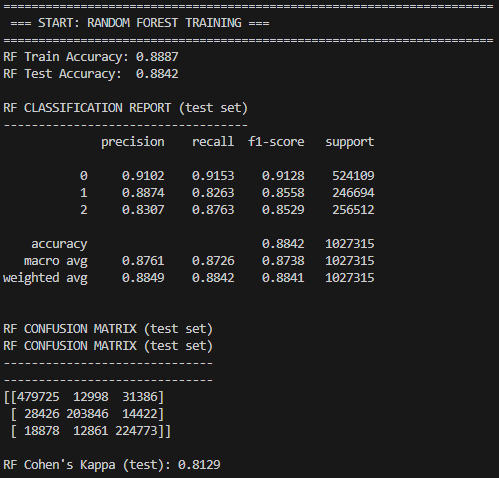 ======================================================================
=== START: RANDOM FOREST TRAINING ===
======================================================================
RF Train Accuracy: 0.8887
RF Test Accuracy:  0.8842
RF CLASSIFICATION REPORT (test set)
-----------------------------------
              precision    recall  f1-score   support
           0     0.9102    0.9153    0.9128    524109
           1     0.8874    0.8263    0.8558    246694
           2     0.8307    0.8763    0.8529    256512
    accuracy                         0.8842   1027315
   macro avg     0.8761    0.8726    0.8738   1027315
weighted avg     0.8849    0.8842    0.8841   1027315
RF CONFUSION MATRIX (test set)
RF CONFUSION MATRIX (test set)
------------------------------
------------------------------
[[479725  12998  31386]
 [ 28426 203846  14422]
 [ 18878  12861 224773]]
RF Cohen's Kappa (test): 0.8129